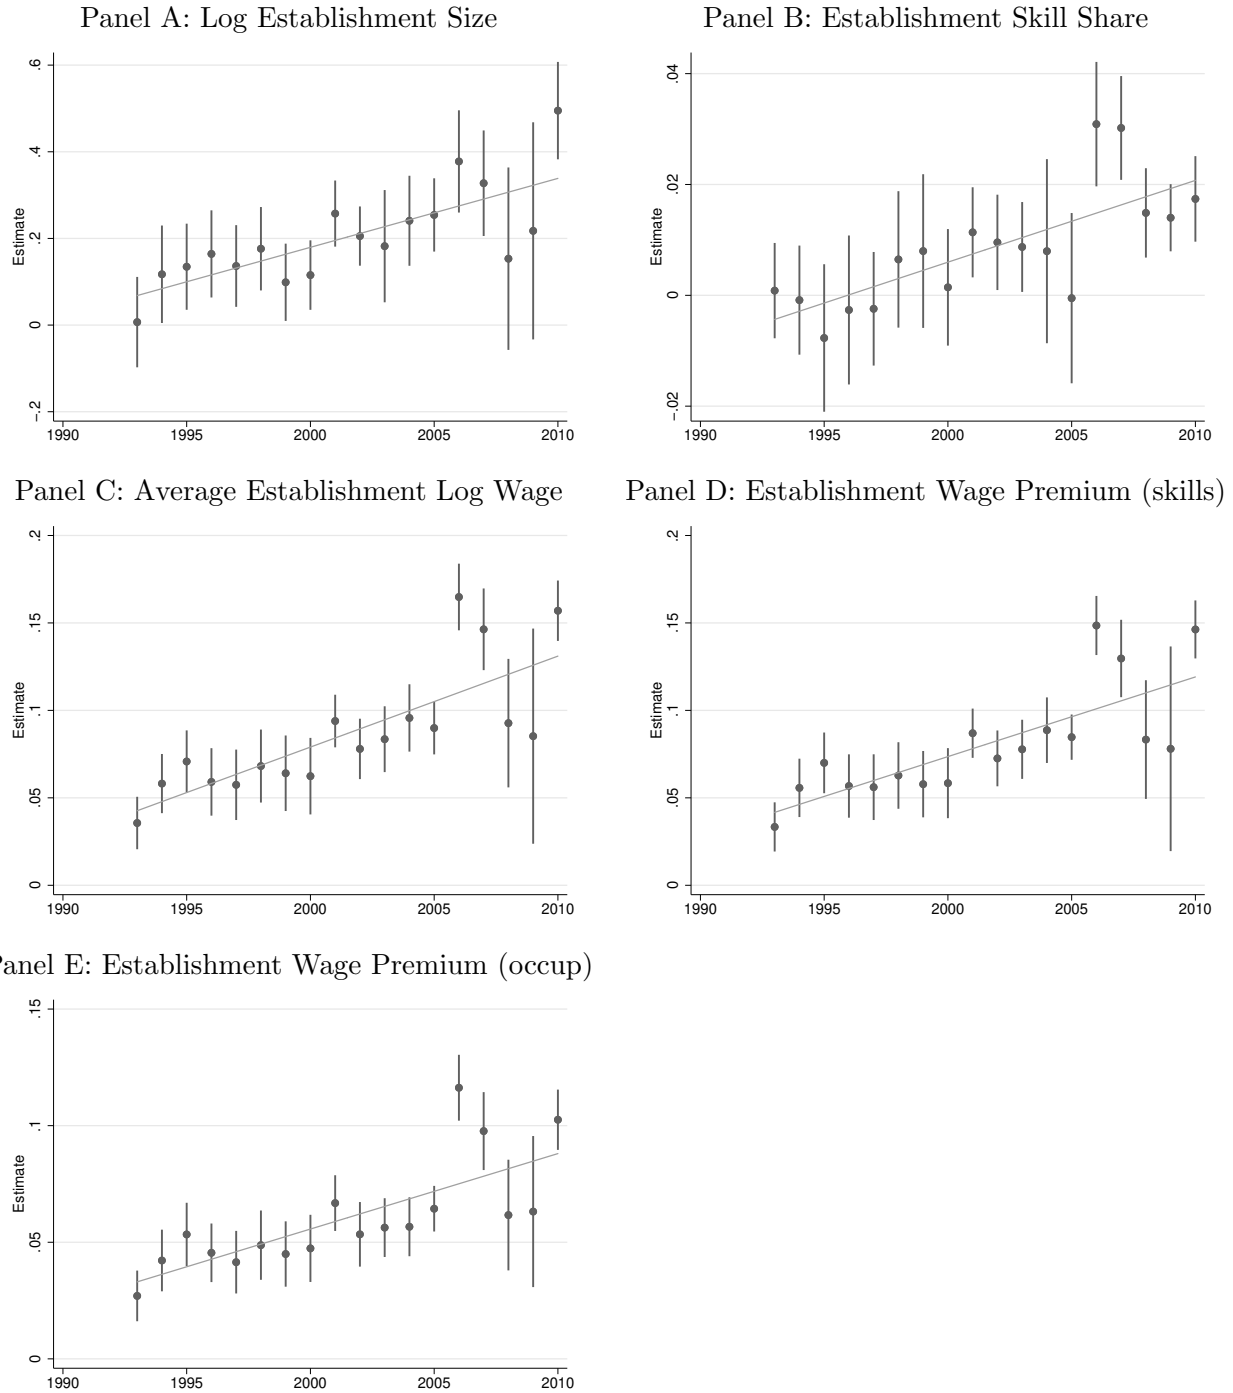 Panel A: Log Establishment Size
Estimate
.6
.4
.2
0
-.2
1990 1995 2000 2005 2010
Panel B: Establishment Skill Share
Estimate
.04
.02
0
-.02
1990 1995 2000 2005 2010
Panel C: Average Establishment Log Wage
Estimate
.2
.15
.1
.05
0
1990 1995 2000 2005 2010
Panel D: Establishment Wage Premium (skills)
Estimate
.2
.15
.1
.05
0
1990 1995 2000 2005 2010
Panel E: Establishment Wage Premium (occup)
Estimate
.15
.1
.05
0
1990 1995 2000 2005 2010